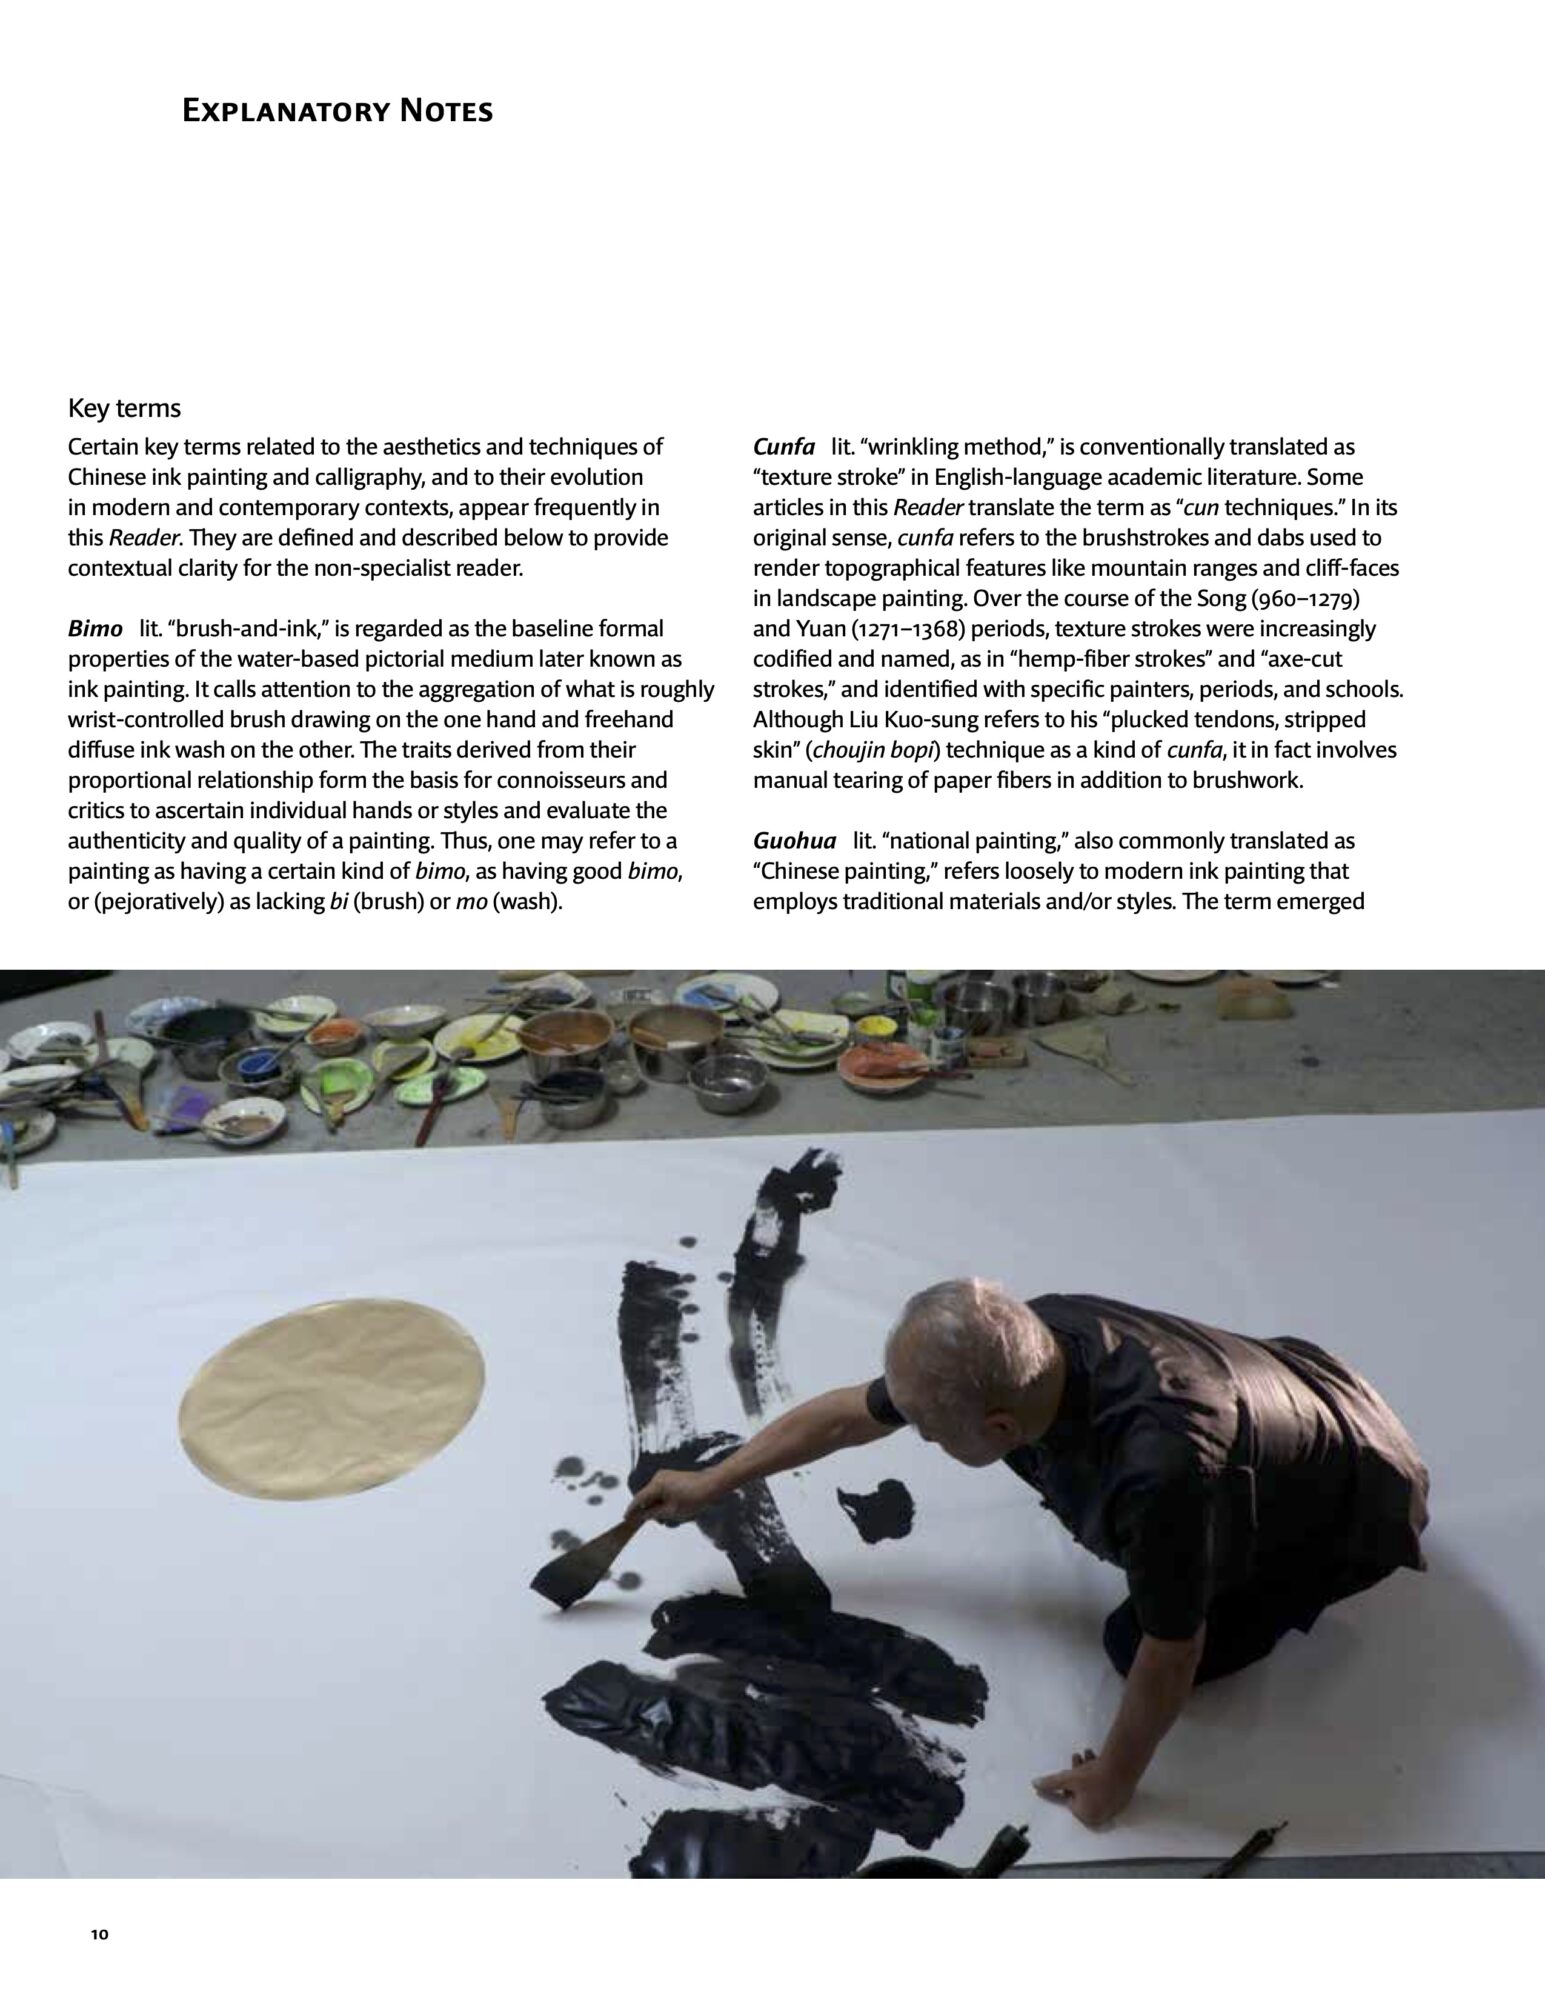 Explanatory Notes
Key terms
Certain key terms related to the aesthetics and techniques of
Chinese ink painting and calligraphy, and to their evolution
in modern and contemporary contexts, appear frequently in
this Reader. They are defined and described below to provide
contextual clarity for the non-specialist reader.
Bimo lit. “brush-and-ink,” is regarded as the baseline formal
properties of the water-based pictorial medium later known as
ink painting. It calls attention to the aggregation of what is roughly
wrist-controlled brush drawing on the one hand and freehand
diffuse ink wash on the other. The traits derived from their
proportional relationship form the basis for connoisseurs and
critics to ascertain individual hands or styles and evaluate the
authenticity and quality of a painting. Thus, one may refer to a
painting as having a certain kind of bimo, as having good bimo,
or (pejoratively) as lacking bi (brush) or mo (wash).
Cunfa lit. “wrinkling method,” is conventionally translated as
“texture stroke” in English-language academic literature. Some
articles in this Reader translate the term as “cun techniques.” In its
original sense, cunfa refers to the brushstrokes and dabs used to
render topographical features like mountain ranges and cliff-faces
in landscape painting. Over the course of the Song (960–1279)
and Yuan (1271–1368) periods, texture strokes were increasingly
codified and named, as in “hemp-fiber strokes” and “axe-cut
strokes,” and identified with specific painters, periods, and schools.
Although Liu Kuo-sung refers to his “plucked tendons, stripped
skin” (choujin bopi) technique as a kind of cunfa, it in fact involves
manual tearing of paper fibers in addition to brushwork.
Guohua lit. “national painting,” also commonly translated as
“Chinese painting,” refers loosely to modern ink painting that
employs traditional materials and/or styles. The term emerged
10